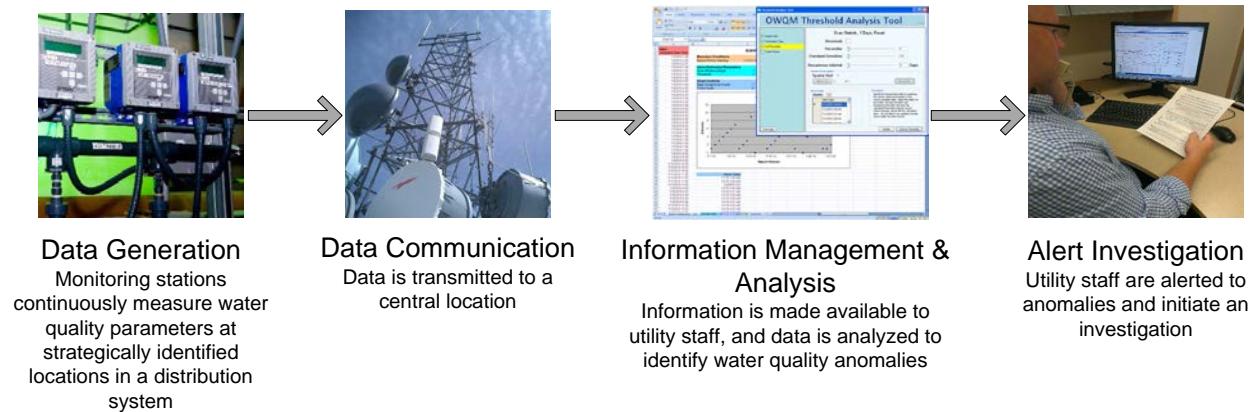 OWQM Threshold Analysis Tool
Data Generation
Monitoring stations
continuously measure water
quality parameters at
strategically identified
locations in a distribution
system
Data Communication
Data is transmitted to a
central location
Information Management &
Analysis
Information is made available to
utility staff, and data is analyzed to
identify water quality anomalies
Alert Investigation
Utility staff are alerted to
anomalies and initiate an
investigation